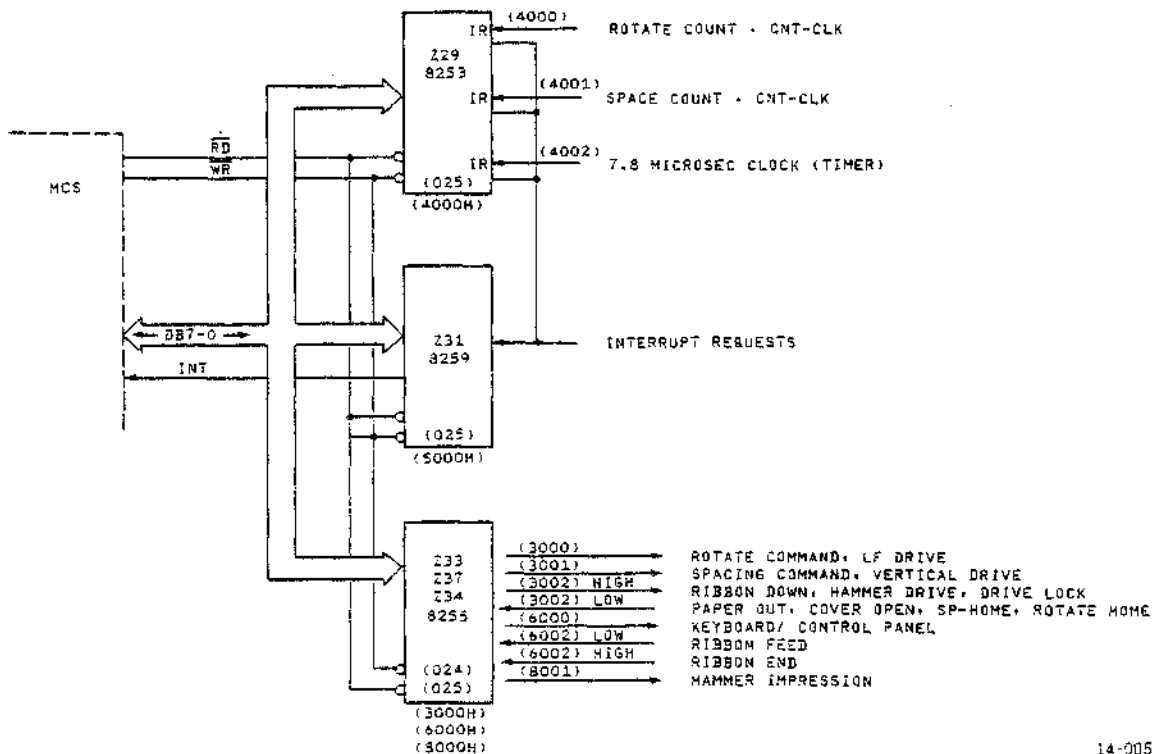 (4000)
IR
ROTATE COUNT · CNT-CLK
Z29
8253
(4001)
IR
SPACE COUNT · CNT-CLK
RD
(4002)
IR
7.8 MICROSEC CLOCK (TIMER)
WR
MCS
(025)
(4000H)
DB7-0
Z31
8259
INTERRUPT REQUESTS
INT
(025)
(5000H)
Z33
Z37
Z34
8255
(3000)
ROTATE COMMAND, LF DRIVE
(3001)
SPACING COMMAND, VERTICAL DRIVE
(3002) HIGH
RIBBON DOWN, HAMMER DRIVE, DRIVE LOCK
(3002) LOW
PAPER OUT, COVER OPEN, SP-HOME, ROTATE HOME
(6000)
KEYBOARD/ CONTROL PANEL
(6002) LOW
RIBBON FEED
(6002) HIGH
RIBBON END
(8001)
HAMMER IMPRESSION
(024)
(025)
(3000H)
(6000H)
(8000H)
14-005